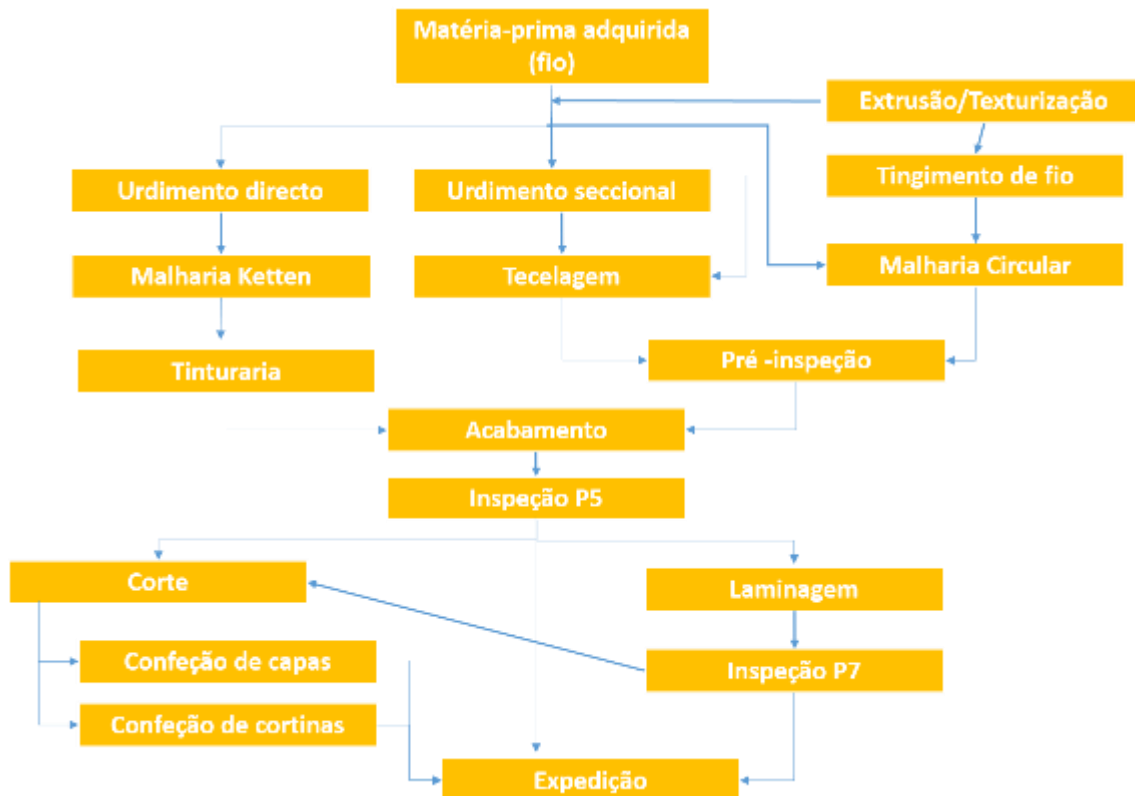 Matéria-prima adquirida
(fio)
Extrusão/Texturização
Urdimento directo
Urdimento seccional
Tingimento de fio
Malharia Ketten
Tecelagem
Malharia Circular
Tinturaria
Pré -inspeção
Acabamento
Inspeção P5
Corte
Laminagem
Confeção de capas
Inspeção P7
Confeção de cortinas
Expedição